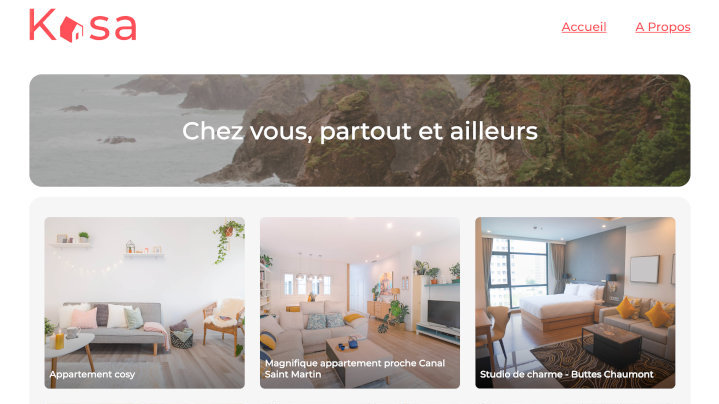 Kasa
Accueil
A Propos
Chez vous, partout et ailleurs
Appartement cosy
Magnifique appartement proche Canal
Saint Martin
Studio de charme - Buttes Chaumont